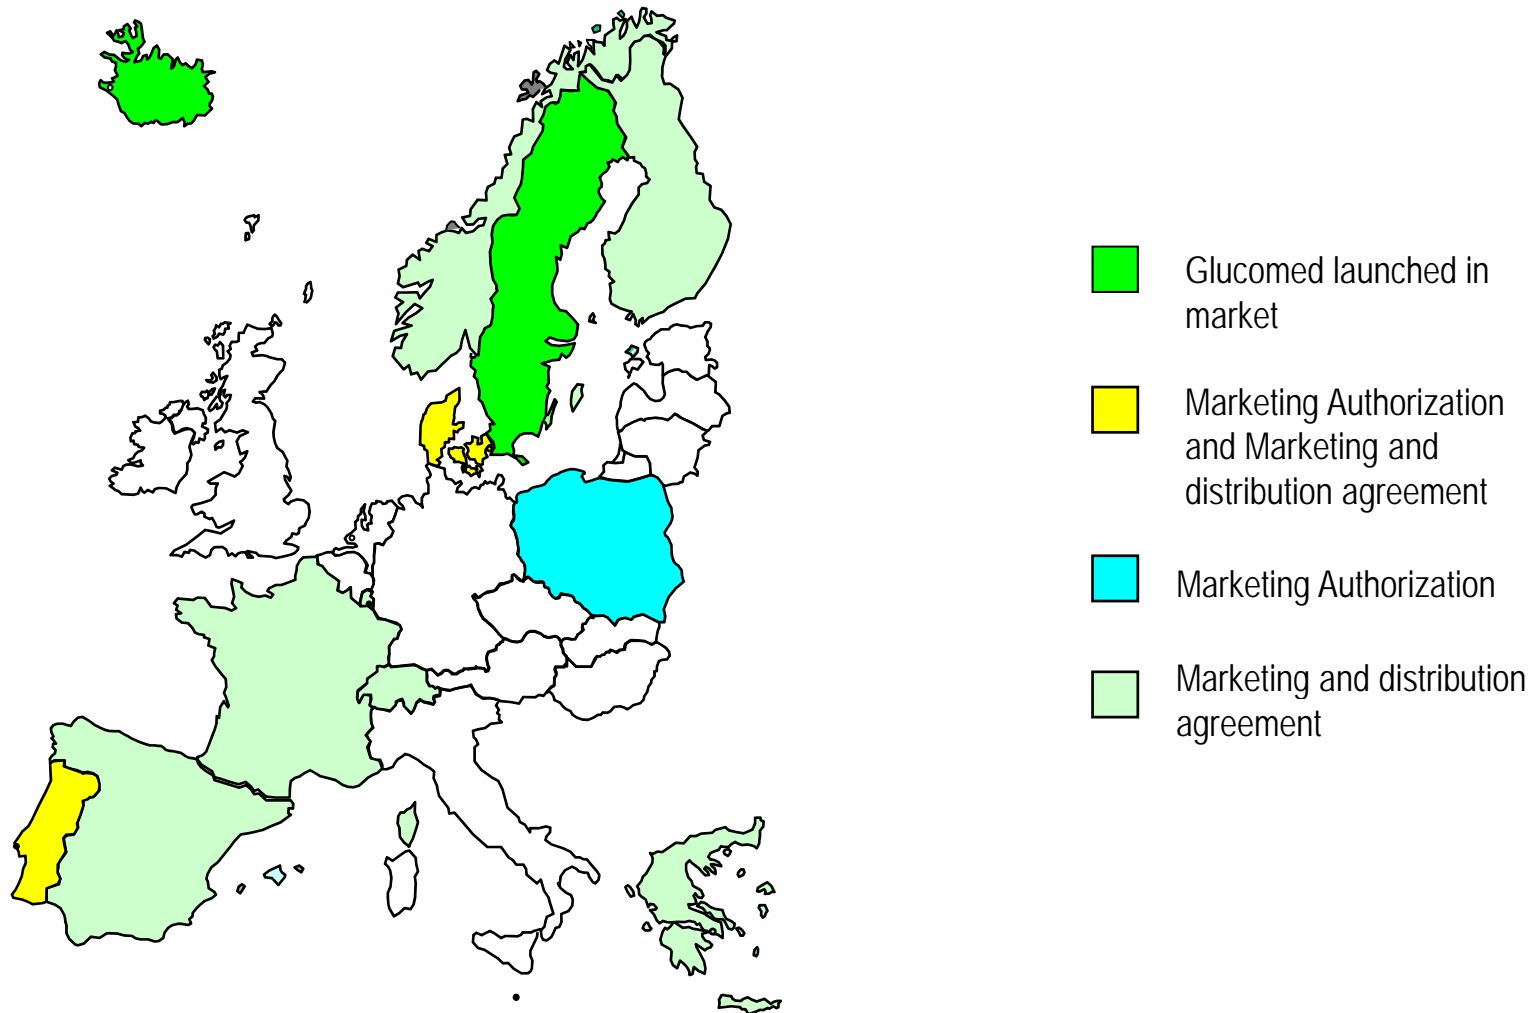 Glucomed launched in
market
Marketing Authorization
and Marketing and
distribution agreement
Marketing Authorization
Marketing and distribution
agreement